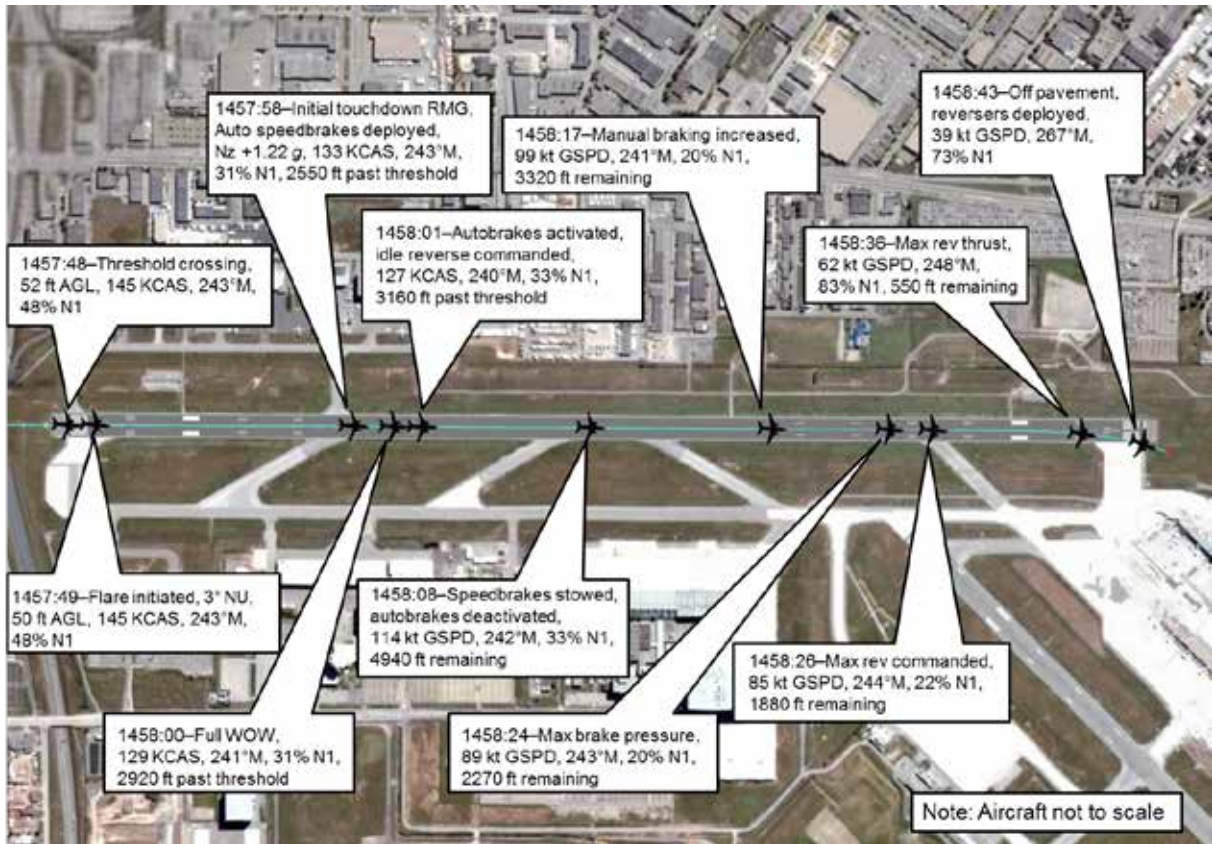 1457:48–Threshold crossing,
52 ft AGL, 145 KCAS, 243°M,
48% N1
1457:58–Initial touchdown RMG,
Auto speedbrakes deployed,
Nz +1.22 g, 133 KCAS, 243°M,
31% N1, 2550 ft past threshold
1458:01–Autobrakes activated,
idle reverse commanded,
127 KCAS, 240°M, 33% N1,
3160 ft past threshold
1458:17–Manual braking increased,
99 kt GSPD, 241°M, 20% N1,
3320 ft remaining
1458:36–Max rev thrust,
62 kt GSPD, 248°M,
83% N1, 550 ft remaining
1458:43–Off pavement,
reversers deployed,
39 kt GSPD, 267°M,
73% N1
1457:49–Flare initiated, 3° NU,
50 ft AGL, 145 KCAS, 243°M,
48% N1
1458:00–Full WOW,
129 KCAS, 241°M, 31% N1,
2920 ft past threshold
1458:08–Speedbrakes stowed,
autobrakes deactivated,
114 kt GSPD, 242°M, 33% N1,
4940 ft remaining
1458:24–Max brake pressure,
89 kt GSPD, 243°M, 20% N1,
2270 ft remaining
1458:26–Max rev commanded,
85 kt GSPD, 244°M, 22% N1,
1880 ft remaining
Note: Aircraft not to scale